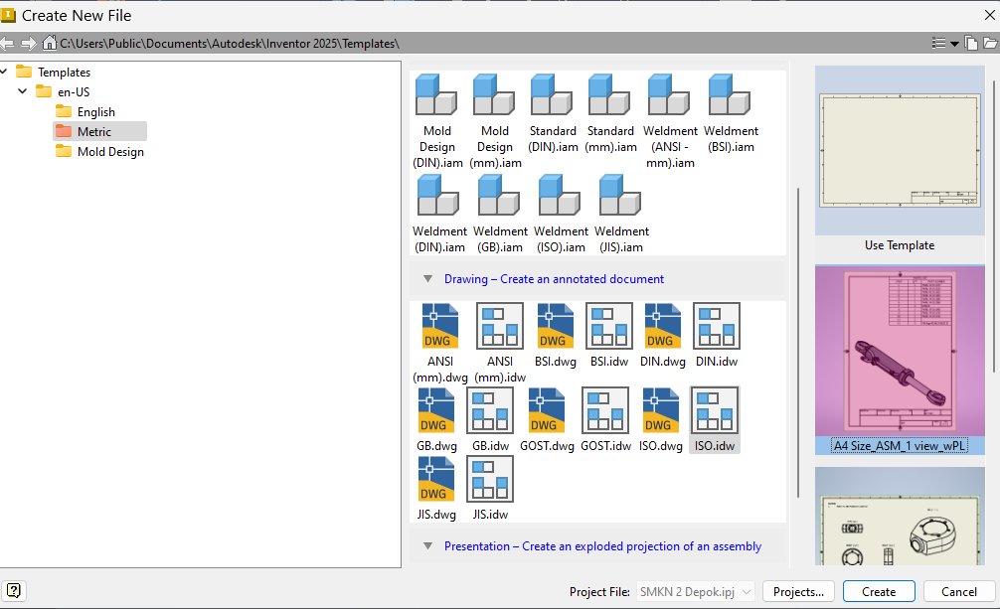 Create New File
C:\Users\Public\Documents\Autodesk\Inventor 2025\Templates\
Templates
en-US
English
Metric
Mold Design
Mold Design (DIN).iam
Mold Design (mm).iam
Standard (DIN).iam
Standard (mm).iam
Weldment (ANSI - mm).iam
Weldment (BSI).iam
Weldment (DIN).iam
Weldment (GB).iam
Weldment (ISO).iam
Weldment (JIS).iam
Drawing – Create an annotated document
DWG
ANSI (mm).dwg
ANSI (mm).idw
DWG
BSI.dwg
BSI.idw
DWG
DIN.dwg
DIN.idw
DWG
GB.dwg
GB.idw
DWG
GOST.dwg
GOST.idw
DWG
ISO.dwg
ISO.idw
DWG
JIS.dwg
JIS.idw
Presentation – Create an exploded projection of an assembly
Use Template
A4 Size_ASM_1 view_wPL
Project File:
SMKN 2 Depok.ipj
Projects...
Create
Cancel